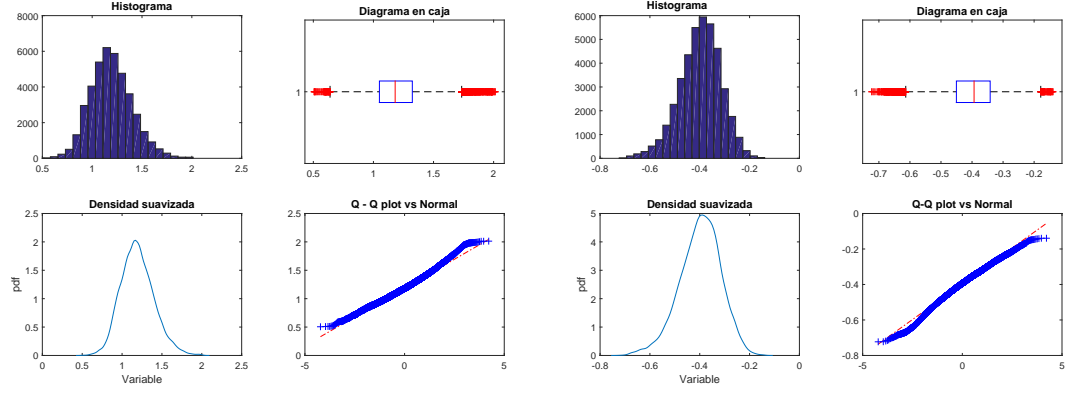 Histograma
8000
6000
4000
2000
0
0.5 1 1.5 2 2.5
Diagrama en caja
1
0.5 1 1.5 2
Histograma
6000
5000
4000
3000
2000
1000
0
-0.8 -0.6 -0.4 -0.2 0
Diagrama en caja
1
-0.7 -0.6 -0.5 -0.4 -0.3 -0.2
Densidad suavizada
2.5
2
1.5
1
0.5
0
pdf
0 0.5 1 1.5 2 2.5
Variable
Q - Q plot vs Normal
2.5
2
1.5
1
0.5
0
-5 0 5
Densidad suavizada
5
4
3
2
1
0
pdf
-0.8 -0.6 -0.4 -0.2 0
Variable
Q-Q plot vs Normal
0
-0.2
-0.4
-0.6
-0.8
-5 0 5